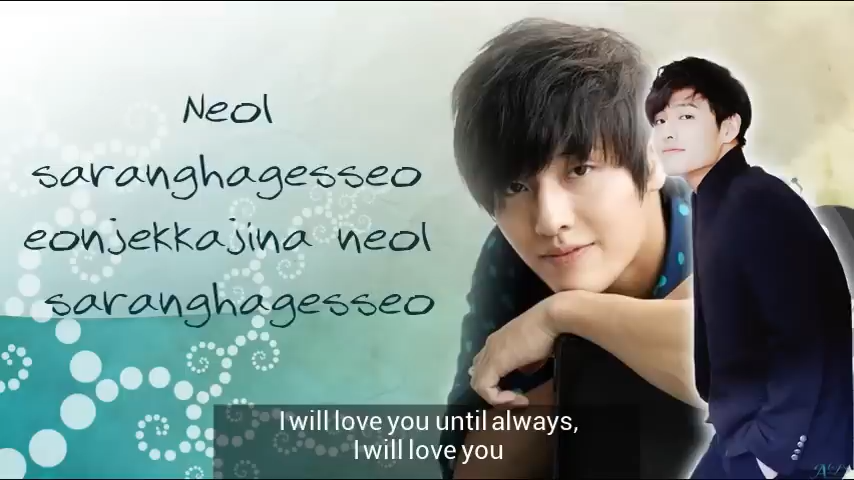 Neol
saranghagesseo
eonjekkajina neol
saranghagesseo
I will love you until always,
I will love you